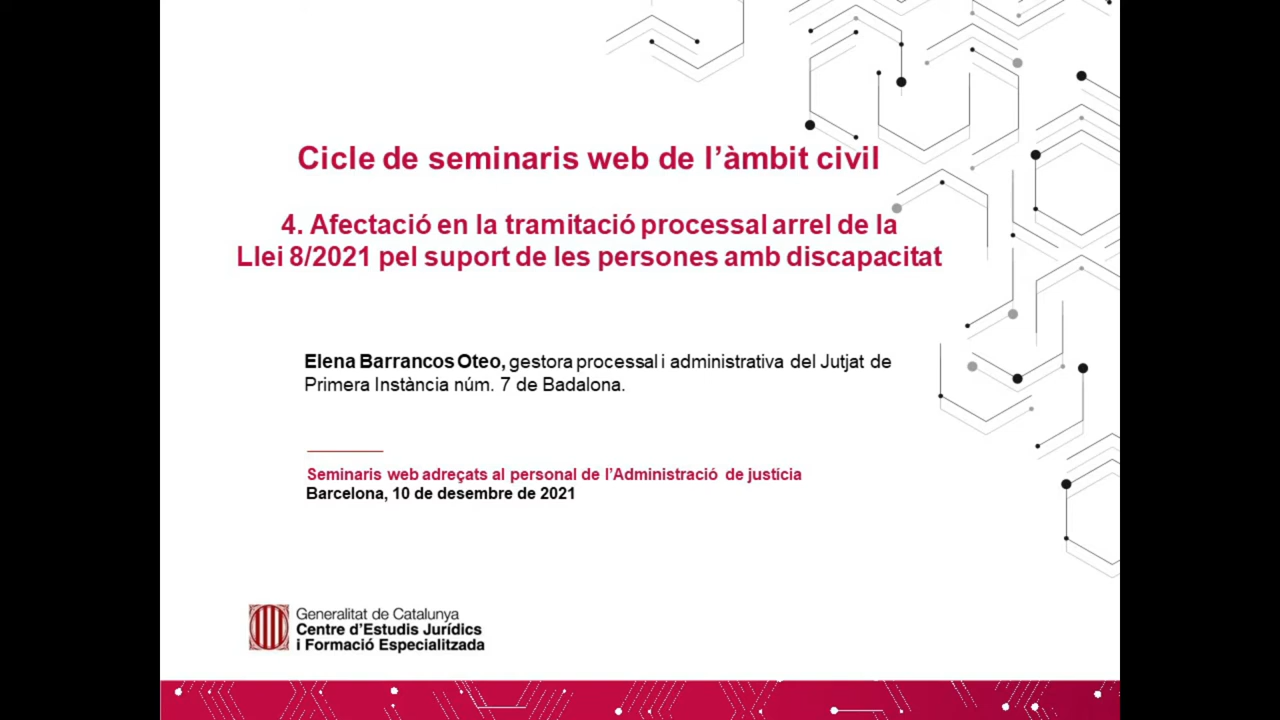 Cicle de seminaris web de l’àmbit civil
4. Afectació en la tramitació processal arrel de la
Llei 8/2021 pel suport de les persones amb discapacitat
Elena Barrancos Oteo, gestora processal i administrativa del Jutjat de
Primera Instància núm. 7 de Badalona.
Seminaris web adreçats al personal de l’Administració de justícia
Barcelona, 10 de desembre de 2021
Generalitat de Catalunya
Centre d’Estudis Jurídics
i Formació Especialitzada